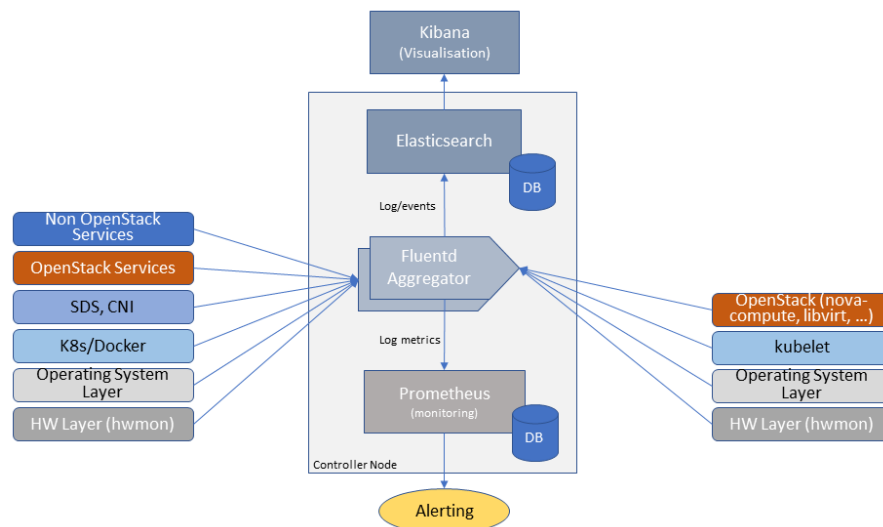 Kibana
(Visualisation)
Elasticsearch
DB
Log/events
Non OpenStack
Services
OpenStack Services
SDS, CNI
K8s/Docker
Operating System
Layer
HW Layer (hwmon)
Fluentd
Aggregator
OpenStack (nova-
compute, libvirt, ...)
kubelet
Operating System
Layer
HW Layer (hwmon)
Log metrics
Prometheus
(monitoring)
DB
Controller Node
Alerting